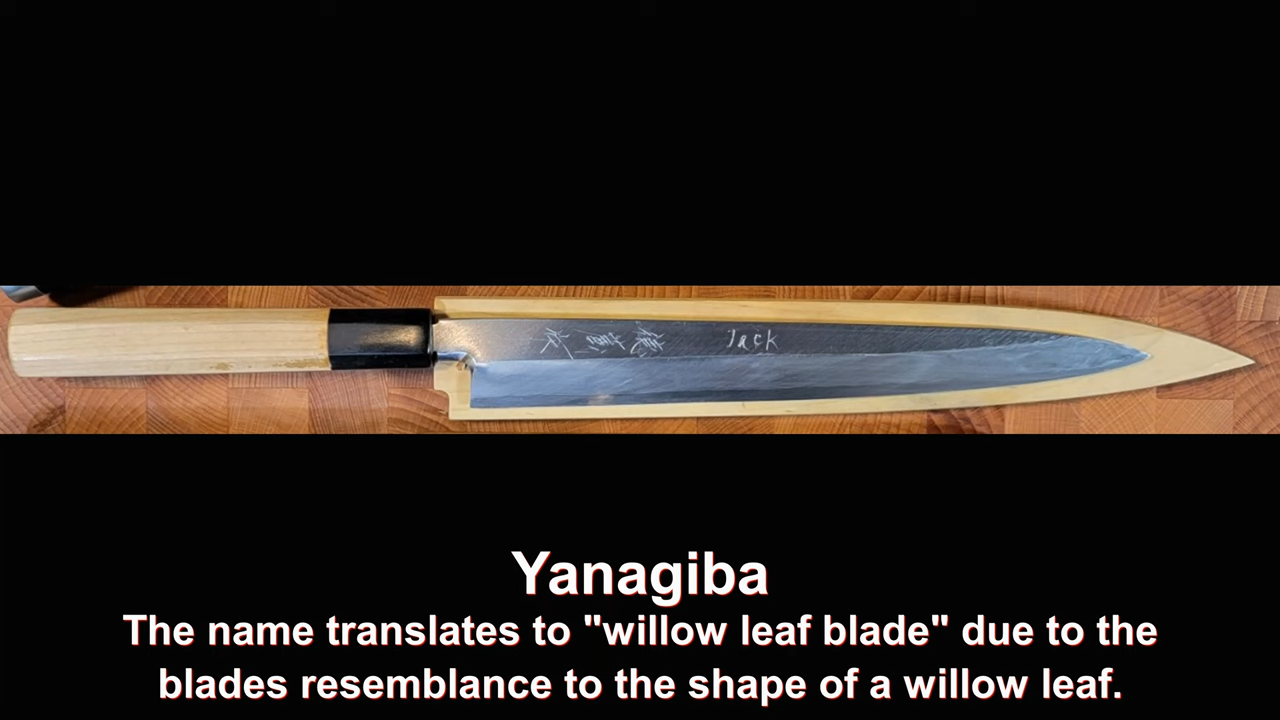 Jack
Yanagiba
The name translates to "willow leaf blade" due to the
blades resemblance to the shape of a willow leaf.